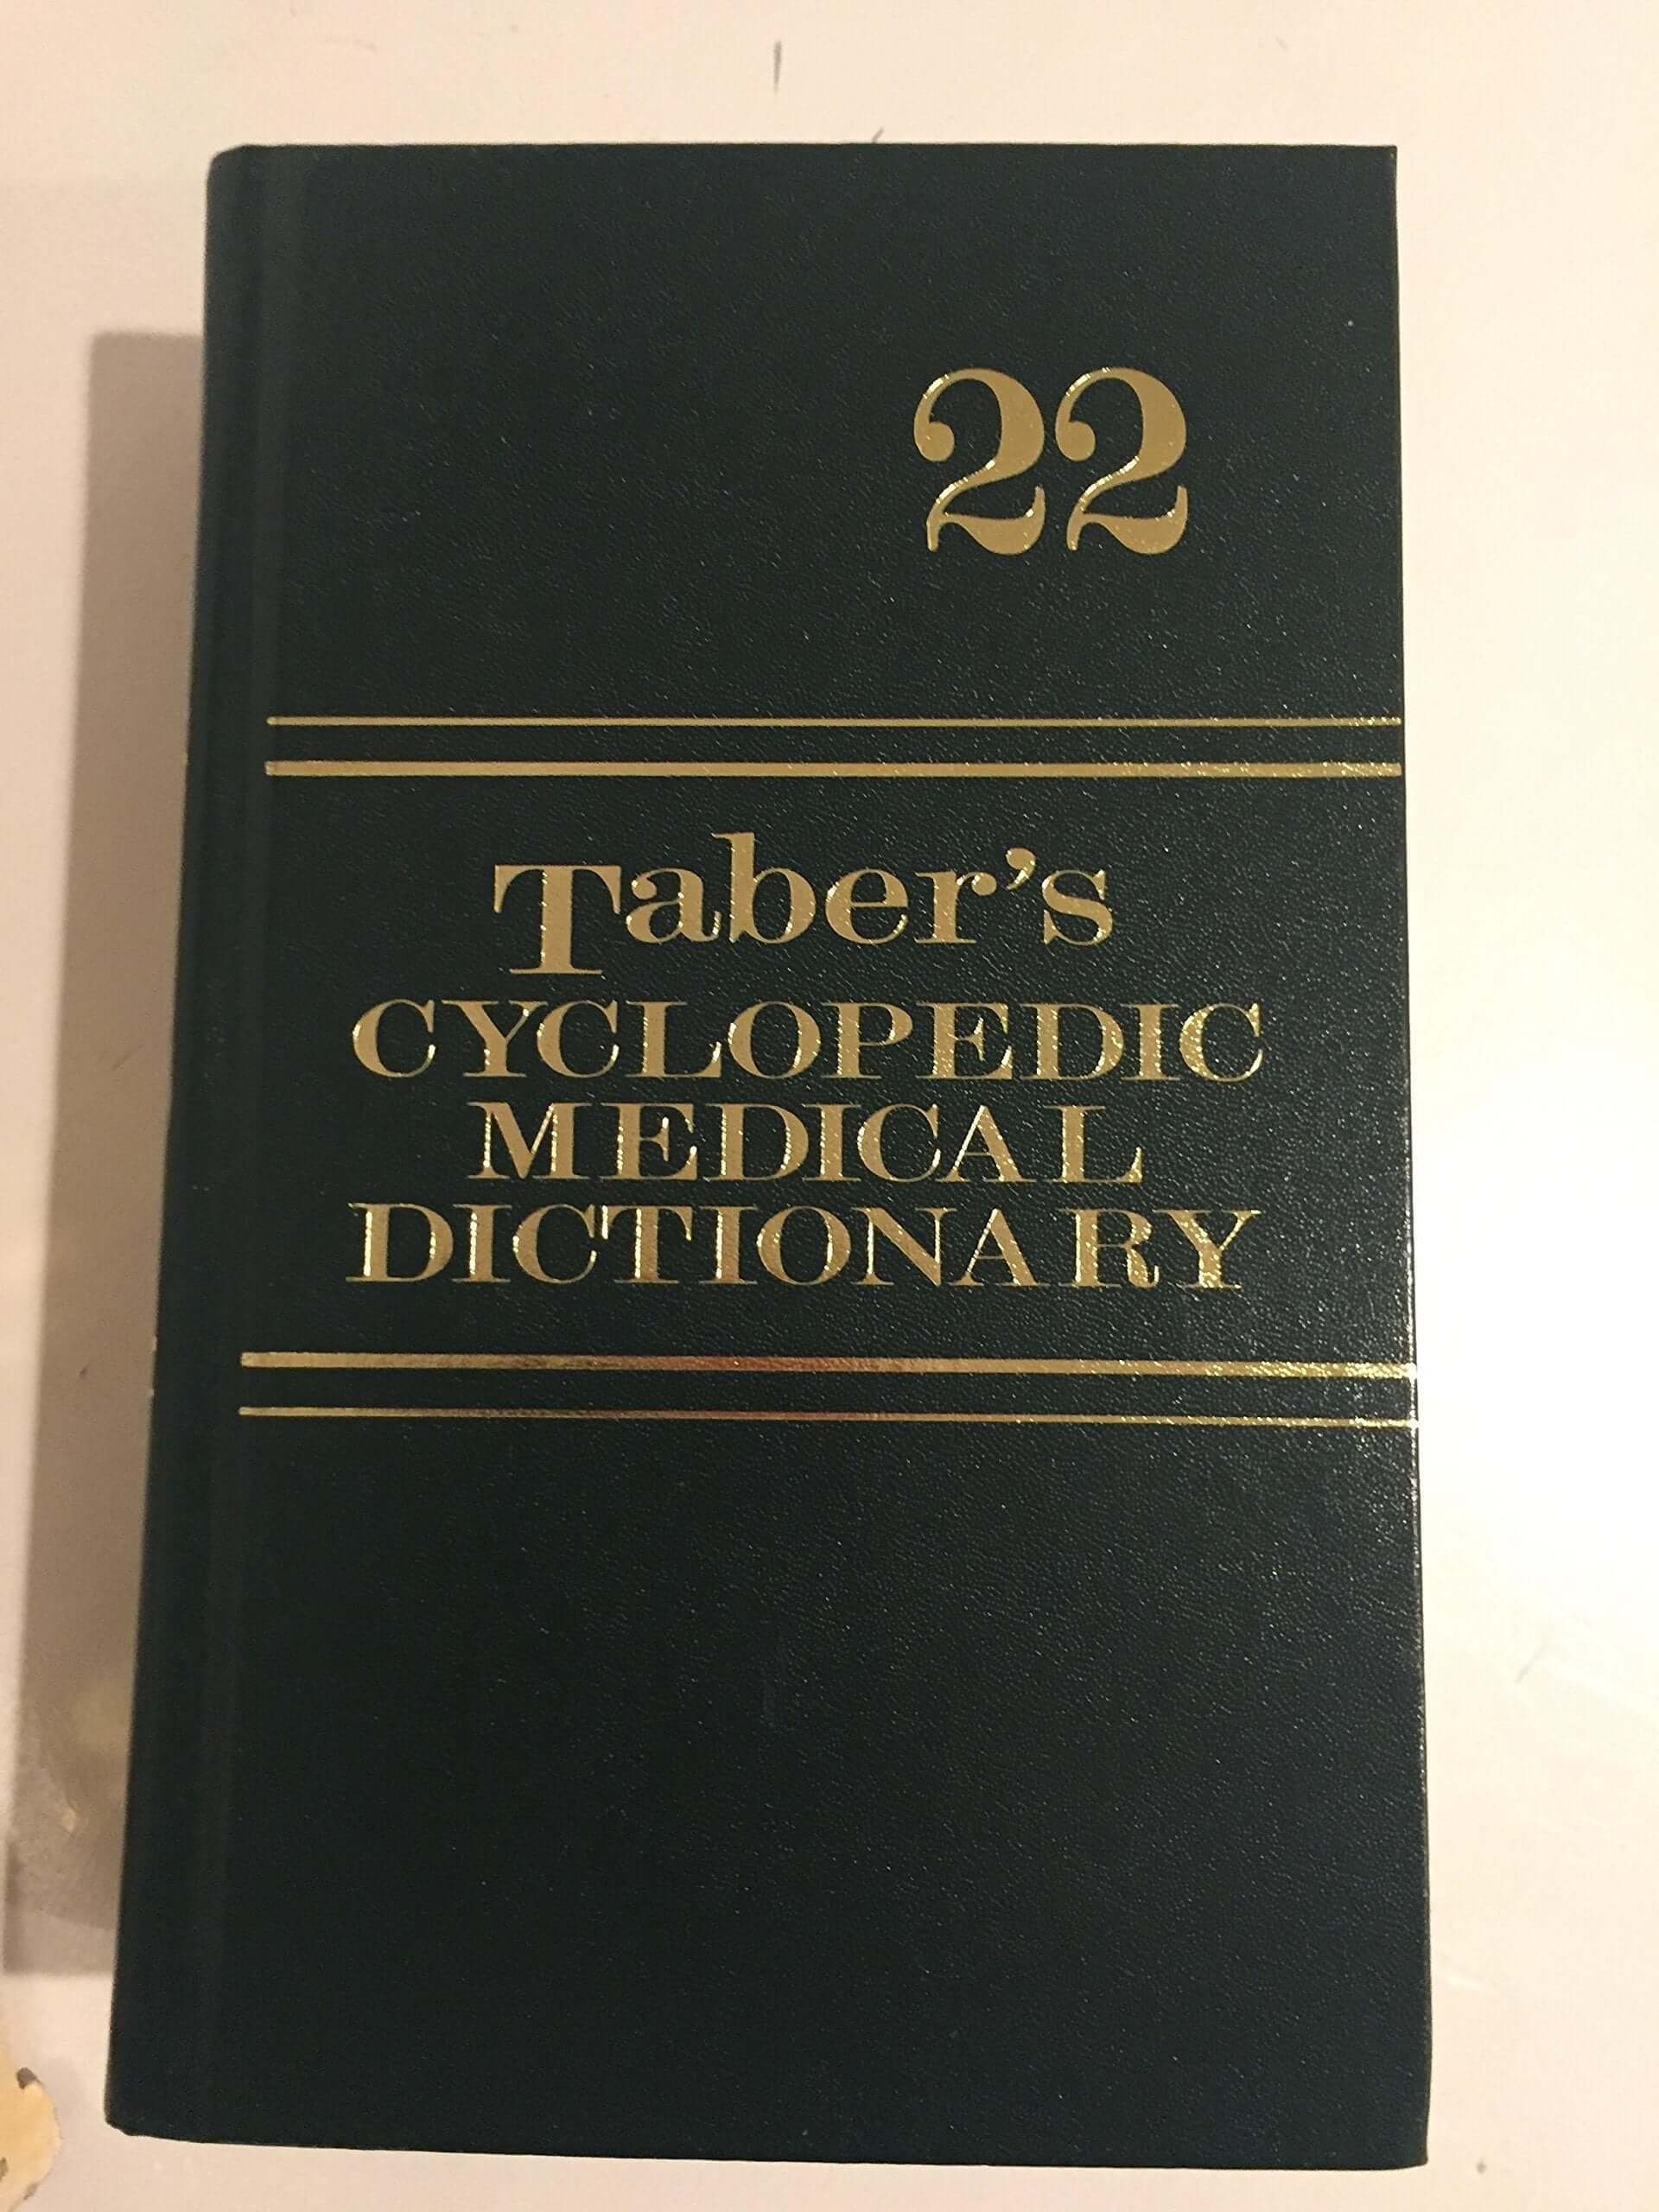 22
Taber's
CYCLOPEDIC
MEDICAL
DICTIONARY